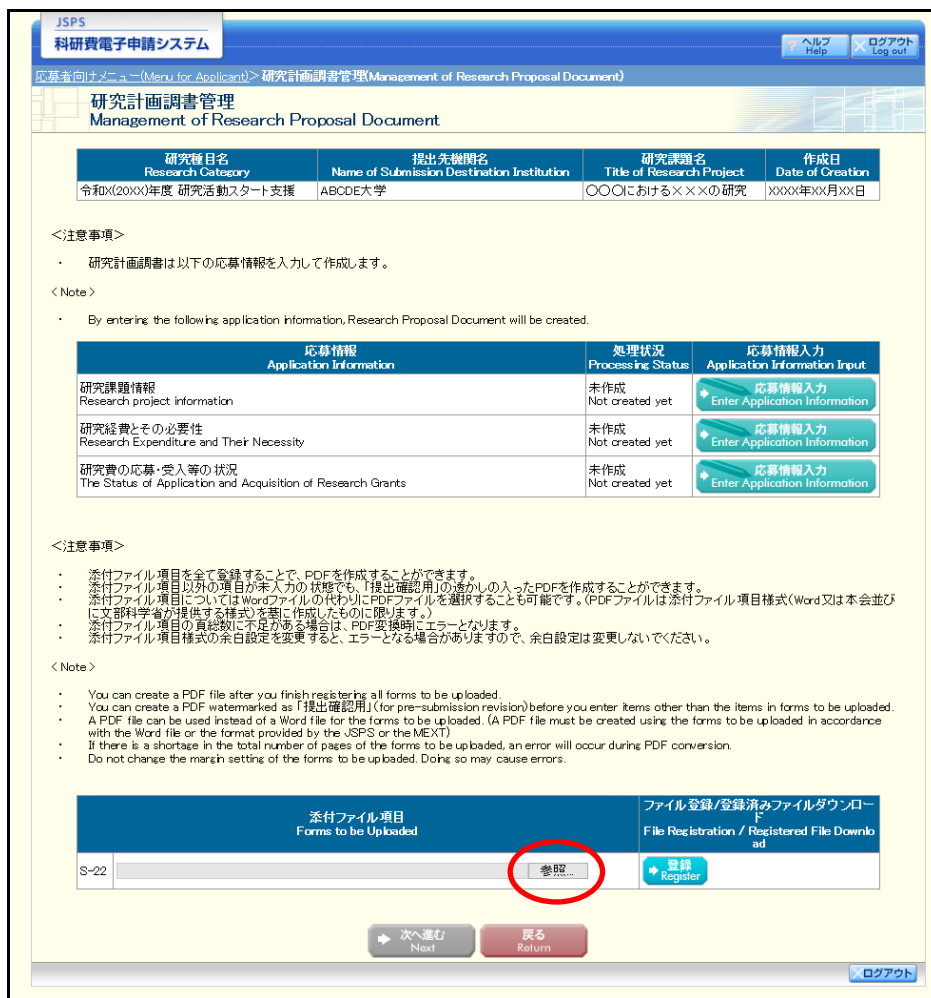 JSPS
科研費電子申請システム
ヘルプ
Help
ログアウト
Log out
応募者向けメニュー(Menu for Applicant)> 研究計画調書管理(Management of Research Proposal Document)
研究計画調書管理
Management of Research Proposal Document
研究種目名 提出先機関名 研究課題名 作成日
Research Category Name of Submission Destination Institution Title of Research Project Date of Creation
令和X(20XX)年度 研究活動スタート支援 ABCDE大学 〇〇〇における×××の研究 XXXX年XX月XX日
<注意事項>
・ 研究計画調書は以下の応募情報を入力して作成します。
<Note>
・ By entering the following application information, Research Proposal Document will be created.
応募情報 処理状況 応募情報入力
Application Information Processing Status Application Information Input
研究課題情報 未作成 応募情報入力
Research project information Not created yet Enter Application Information
研究経費とその必要性 未作成 応募情報入力
Research Expenditure and Their Necessity Not created yet Enter Application Information
研究費の応募・受入等の状況 未作成 応募情報入力
The Status of Application and Acquisition of Research Grants Not created yet Enter Application Information
<注意事項>
・ 添付ファイル項目を全て登録することで、PDFを作成することができます。
・ 添付ファイル項目以外の項目が未入力の状態でも、「提出確認用」の透かしの入ったPDFを作成することができます。
・ 添付ファイル項目についてはWordファイルの代わりにPDFファイルを選択することも可能です。(PDFファイルは添付ファイル項目様式(Word又は本会並び
に文部科学省が提供する様式)を基に作成したものに限ります。)
・ 添付ファイル項目の頁総数に不足がある場合は、PDF変換時にエラーとなります。
・ 添付ファイル項目様式の余白設定を変更すると、エラーとなる場合がありますので、余白設定は変更しないでください。
<Note>
・ You can create a PDF file after you finish registering all forms to be uploaded.
・ You can create a PDF watermarked as「提出確認用」(for pre-submission revision)before you enter items other than the items in forms to be uploaded.
・ A PDF file can be used instead of a Word file for the forms to be uploaded. (A PDF file must be created using the forms to be uploaded in accordance
with the Word file or the format provided by the JSPS or the MEXT)
・ If there is a shortage in the total number of pages of the forms to be uploaded, an error will occur during PDF conversion.
・ Do not change the margin setting of the forms to be uploaded. Doing so may cause errors.
添付ファイル項目
Forms to be Uploaded
ファイル登録/登録済みファイルダウンロー
ド
File Registration / Registered File Downlo
ad
S-22 参照... 登録
Register
次へ進む 戻る
Next Return
ログアウト